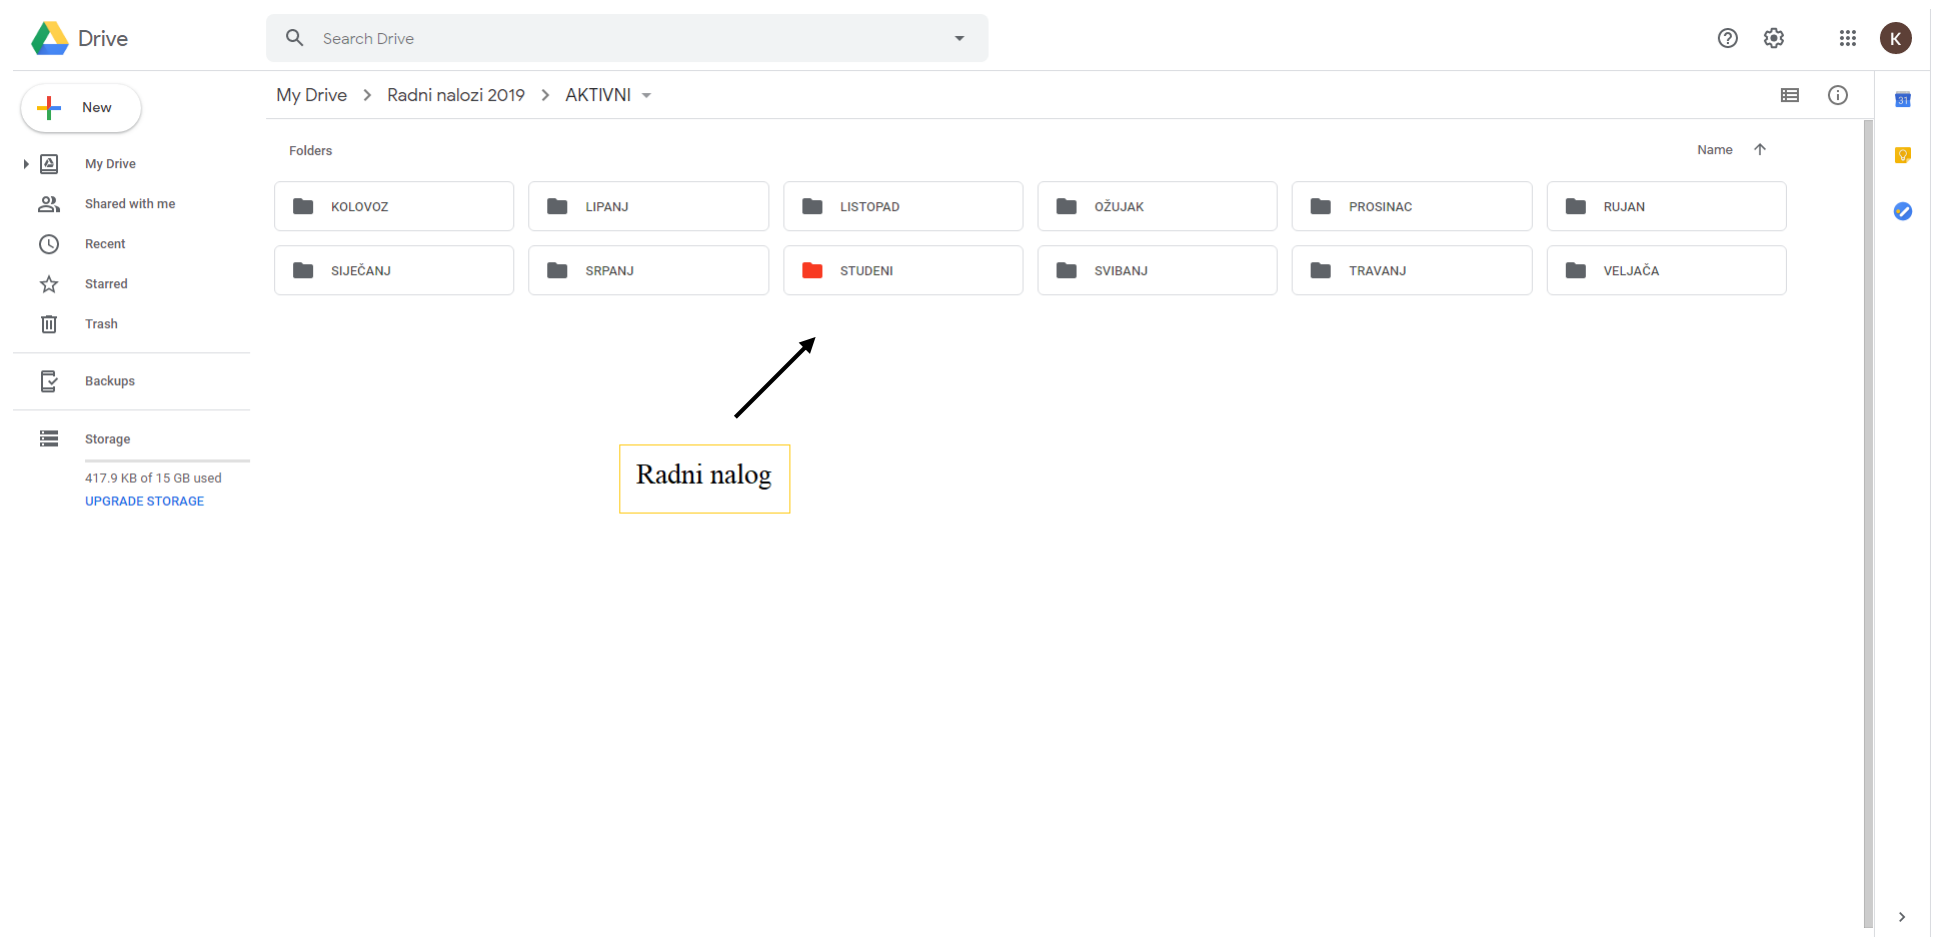 Drive
Search Drive
K
New
My Drive > Radni nalozi 2019 > AKTIVNI
31
Folders
Name
My Drive
Shared with me
Recent
Starred
Trash
Backups
Storage
417.9 KB of 15 GB used
UPGRADE STORAGE
KOLOVOZ LIPANJ LISTOPAD OŽUJAK PROSINAC RUJAN
SIJEČANJ SRPANJ STUDENI SVIBANJ TRAVANJ VELJAČA
Radni nalog